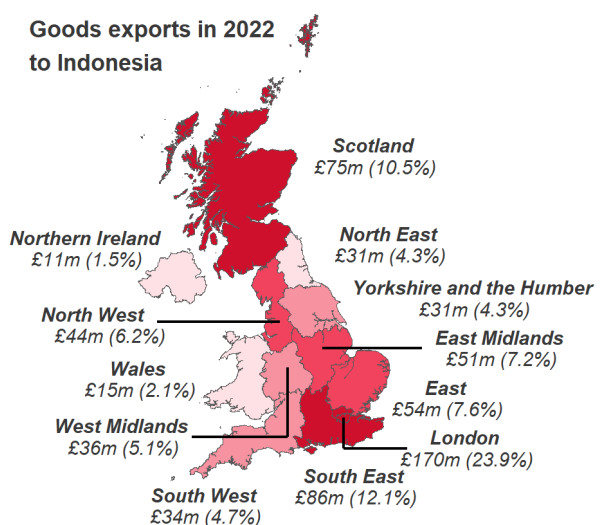 Goods exports in 2022
to Indonesia
Scotland
£75m (10.5%)
Northern Ireland
£11m (1.5%)
North East
£31m (4.3%)
Yorkshire and the Humber
£31m (4.3%)
North West
£44m (6.2%)
East Midlands
£51m (7.2%)
Wales
£15m (2.1%)
East
£54m (7.6%)
West Midlands
£36m (5.1%)
London
£170m (23.9%)
South East
£86m (12.1%)
South West
£34m (4.7%)